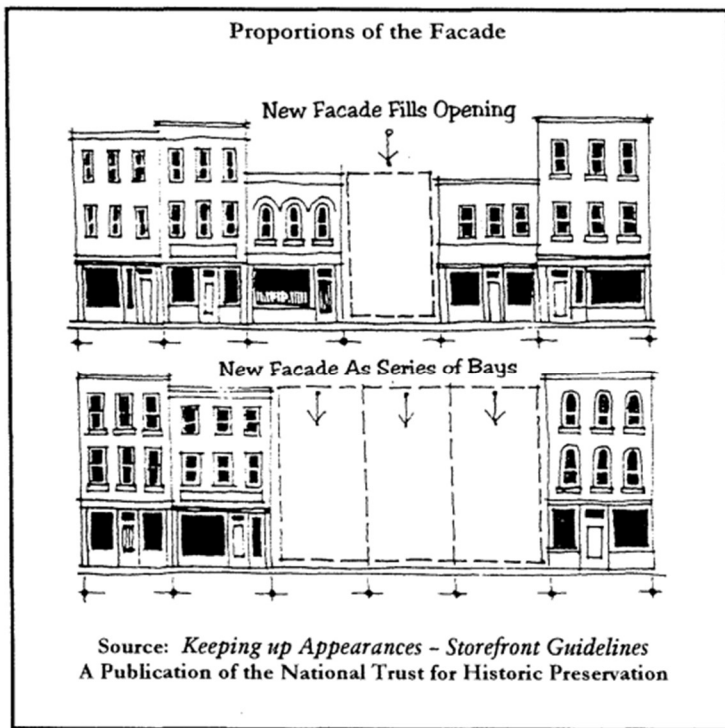 Proportions of the Facade
New Facade Fills Opening
New Facade As Series of Bays
Source: Keeping up Appearances – Storefront Guidelines
A Publication of the National Trust for Historic Preservation